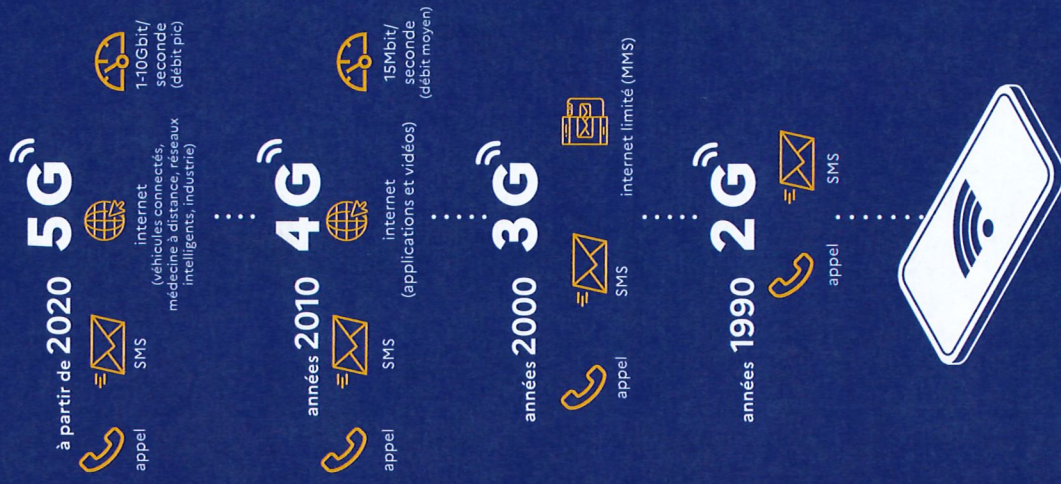 à partir de 2020 5G
appel
SMS
internet
(véhicules connectés,
médecine à distance, réseaux
intelligents, industrie)
1-10Gbit/
seconde
(débit pic)
années 2010 4G
appel
SMS
internet
(applications et vidéos)
15Mbit/
seconde
(débit moyen)
années 2000 3G
appel
SMS
internet limité (MMS)
années 1990 2G
appel
SMS